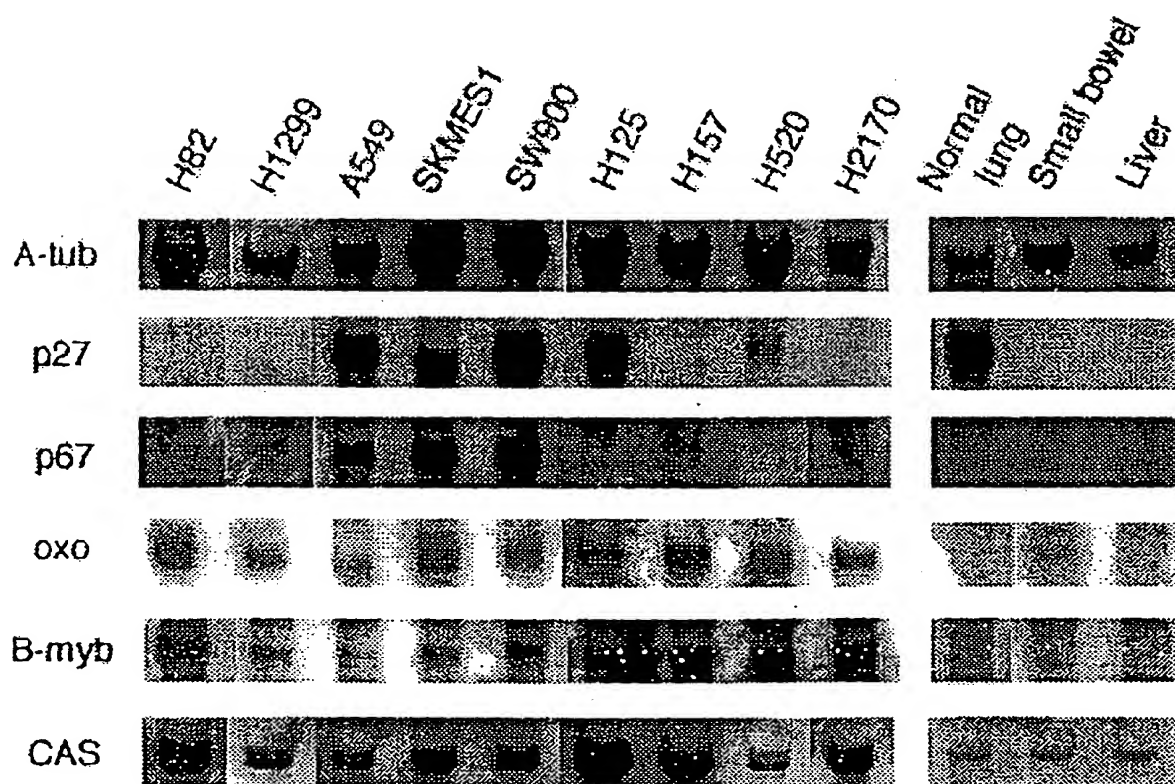 H82 H1299 A549 SKMES1 SW900 H125 H157 H520 H2170 Normal lung Small bowel Liver
A-tub
p27
p67
oxo
B-myb
CAS